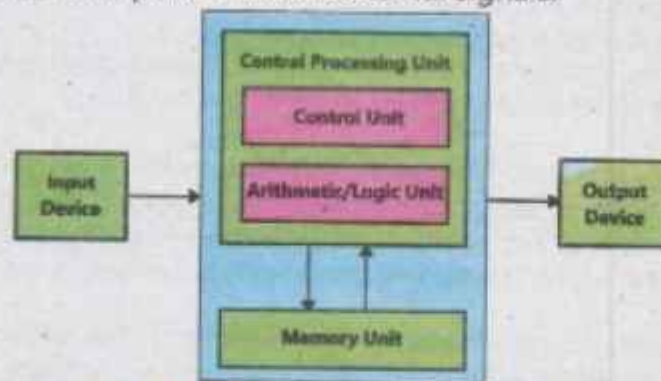 Central Processing Unit
Control Unit
Input
Device
Arithmetic/Logic Unit
Output
Device
Memory Unit